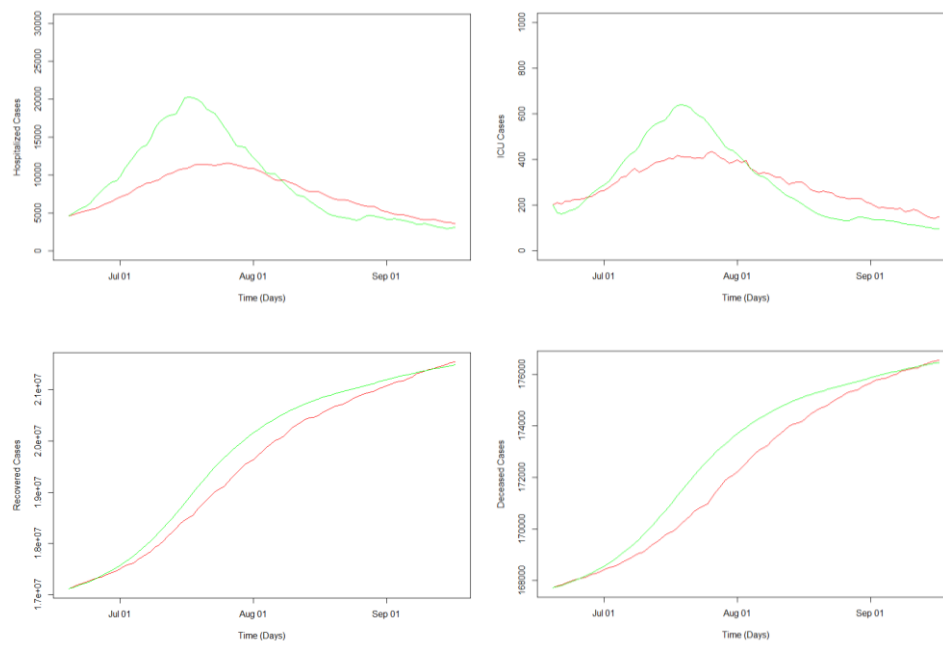 Hospitalized Cases
30000
25000
20000
15000
10000
5000
0
Jul 01 Aug 01 Sep 01
Time (Days)
ICU Cases
1000
800
600
400
200
0
Jul 01 Aug 01 Sep 01
Time (Days)
Recovered Cases
2.1e+07
2.0e+07
1.9e+07
1.8e+07
1.7e+07
Jul 01 Aug 01 Sep 01
Time (Days)
Deceased Cases
176000
174000
172000
170000
168000
Jul 01 Aug 01 Sep 01
Time (Days)